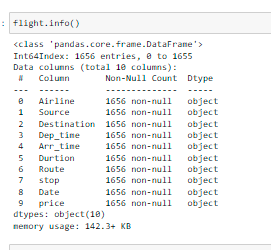 : flight.info()
<class 'pandas.core.frame.DataFrame'>
Int64Index: 1656 entries, 0 to 1655
Data columns (total 10 columns):
 #   Column       Non-Null Count  Dtype
---  ------       --------------  -----
 0   Airline      1656 non-null   object
 1   Source       1656 non-null   object
 2   Destination  1656 non-null   object
 3   Dep_time     1656 non-null   object
 4   Arr_time     1656 non-null   object
 5   Durtion      1656 non-null   object
 6   Route        1656 non-null   object
 7   stop         1656 non-null   object
 8   Date         1656 non-null   object
 9   price        1656 non-null   object
dtypes: object(10)
memory usage: 142.3+ KB